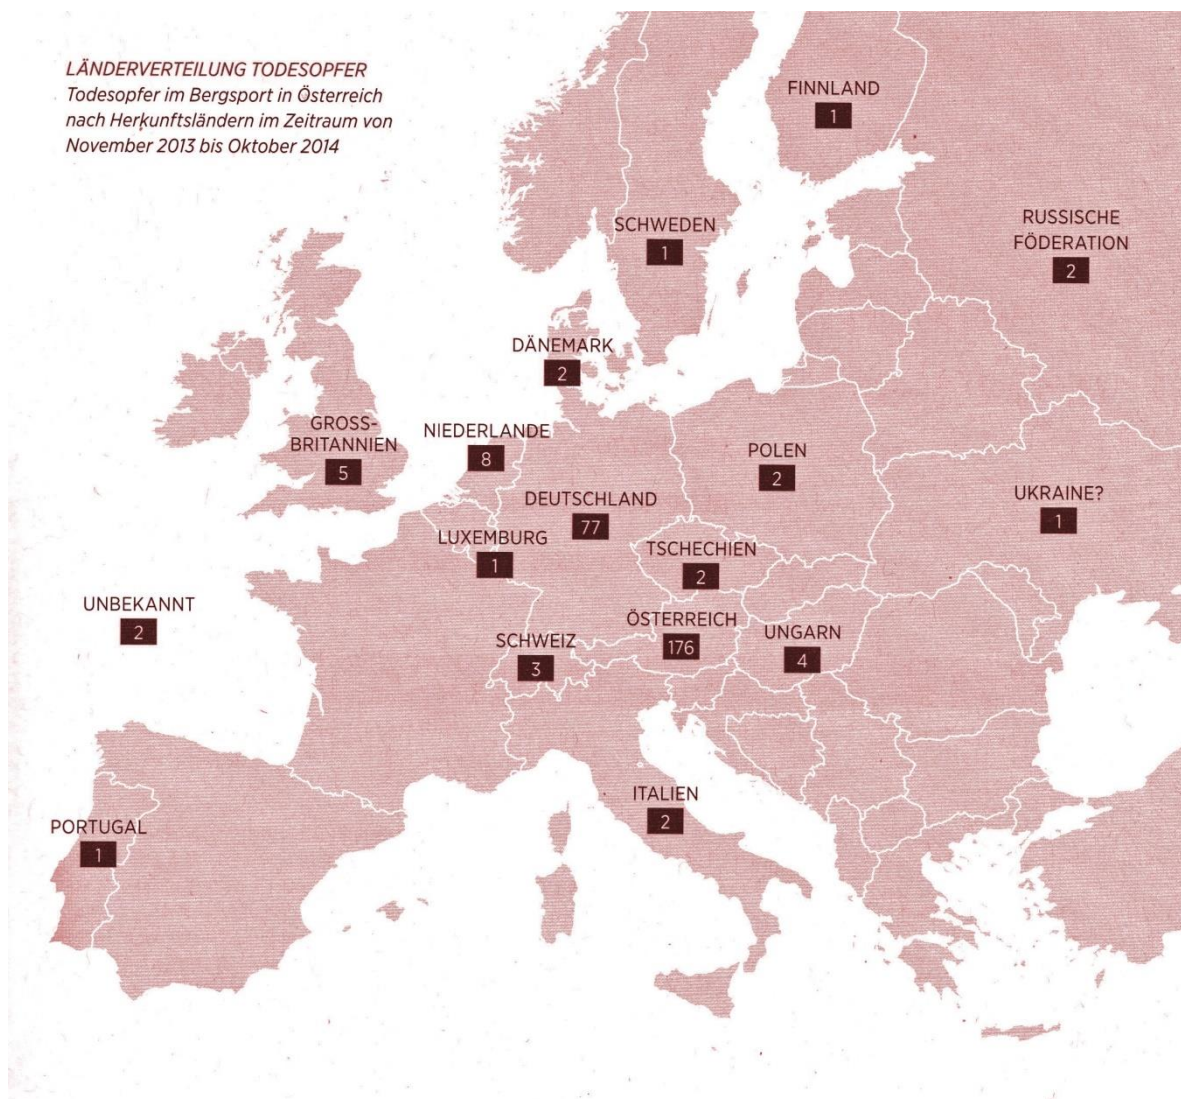 LÄNDERVERTEILUNG TODESOPFER
Todesopfer im Bergsport in Österreich
nach Herkunftsländern im Zeitraum von
November 2013 bis Oktober 2014
FINNLAND
1
SCHWEDEN
1
RUSSISCHE
FÖDERATION
2
DÄNEMARK
2
GROSS-
BRITANNIEN
5
NIEDERLANDE
8
POLEN
2
DEUTSCHLAND
77
UKRAINE?
1
LUXEMBURG
1
TSCHECHIEN
2
UNBEKANNT
2
ÖSTERREICH
176
SCHWEIZ
3
UNGARN
4
ITALIEN
2
PORTUGAL
1